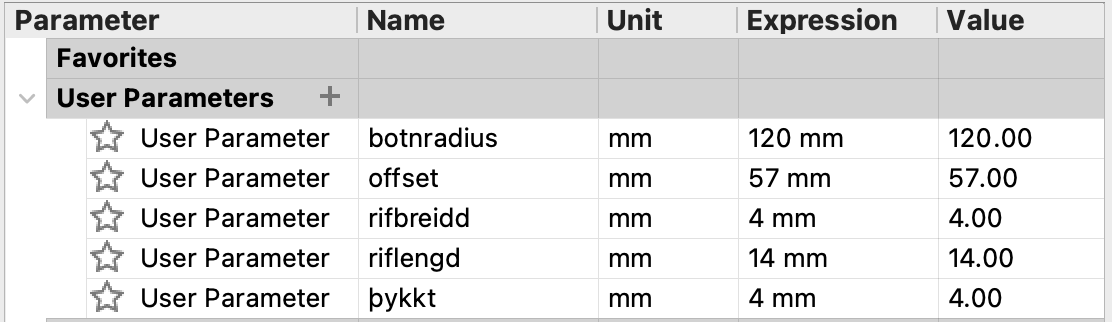 Parameter Name Unit Expression Value
Favorites
User Parameters +
User Parameter botnradius mm 120 mm 120.00
User Parameter offset mm 57 mm 57.00
User Parameter rifbreidd mm 4 mm 4.00
User Parameter riflengd mm 14 mm 14.00
User Parameter þykkt mm 4 mm 4.00